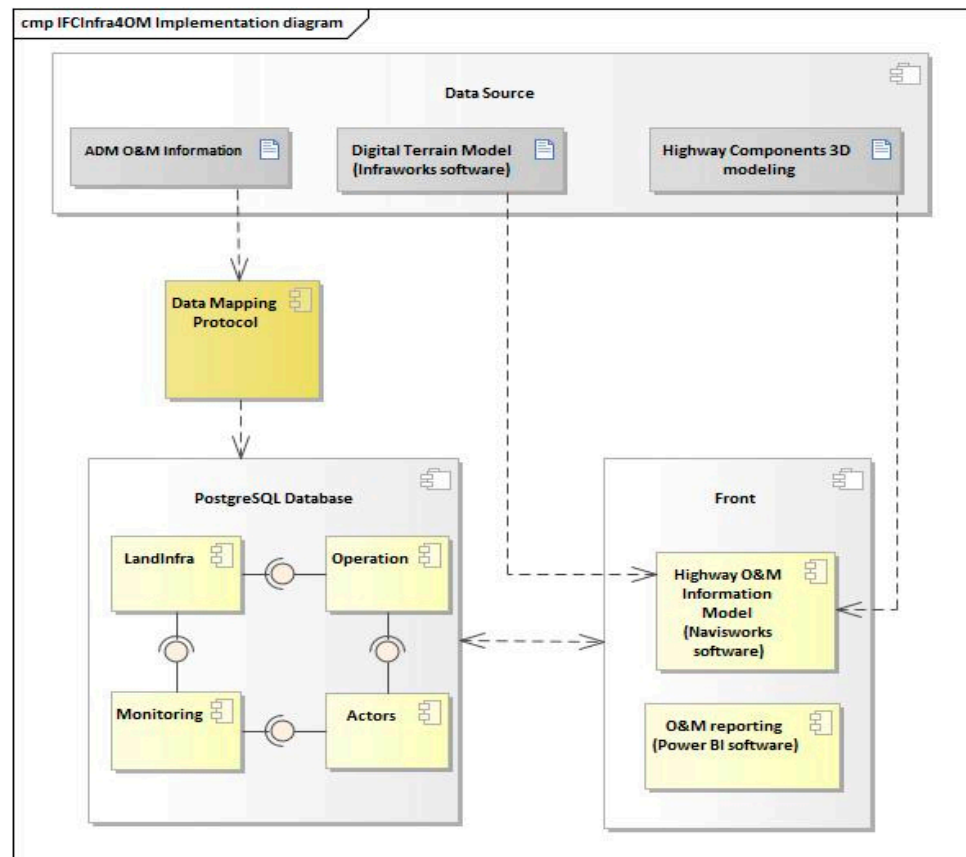 cmp IFCInfra4OM Implementation diagram
Data Source
ADM O&M Information
Digital Terrain Model
(Infraworks software)
Highway Components 3D
modeling
Data Mapping
Protocol
PostgreSQL Database
LandInfra
Operation
Monitoring
Actors
Front
Highway O&M
Information
Model
(Navisworks
software)
O&M reporting
(Power BI software)